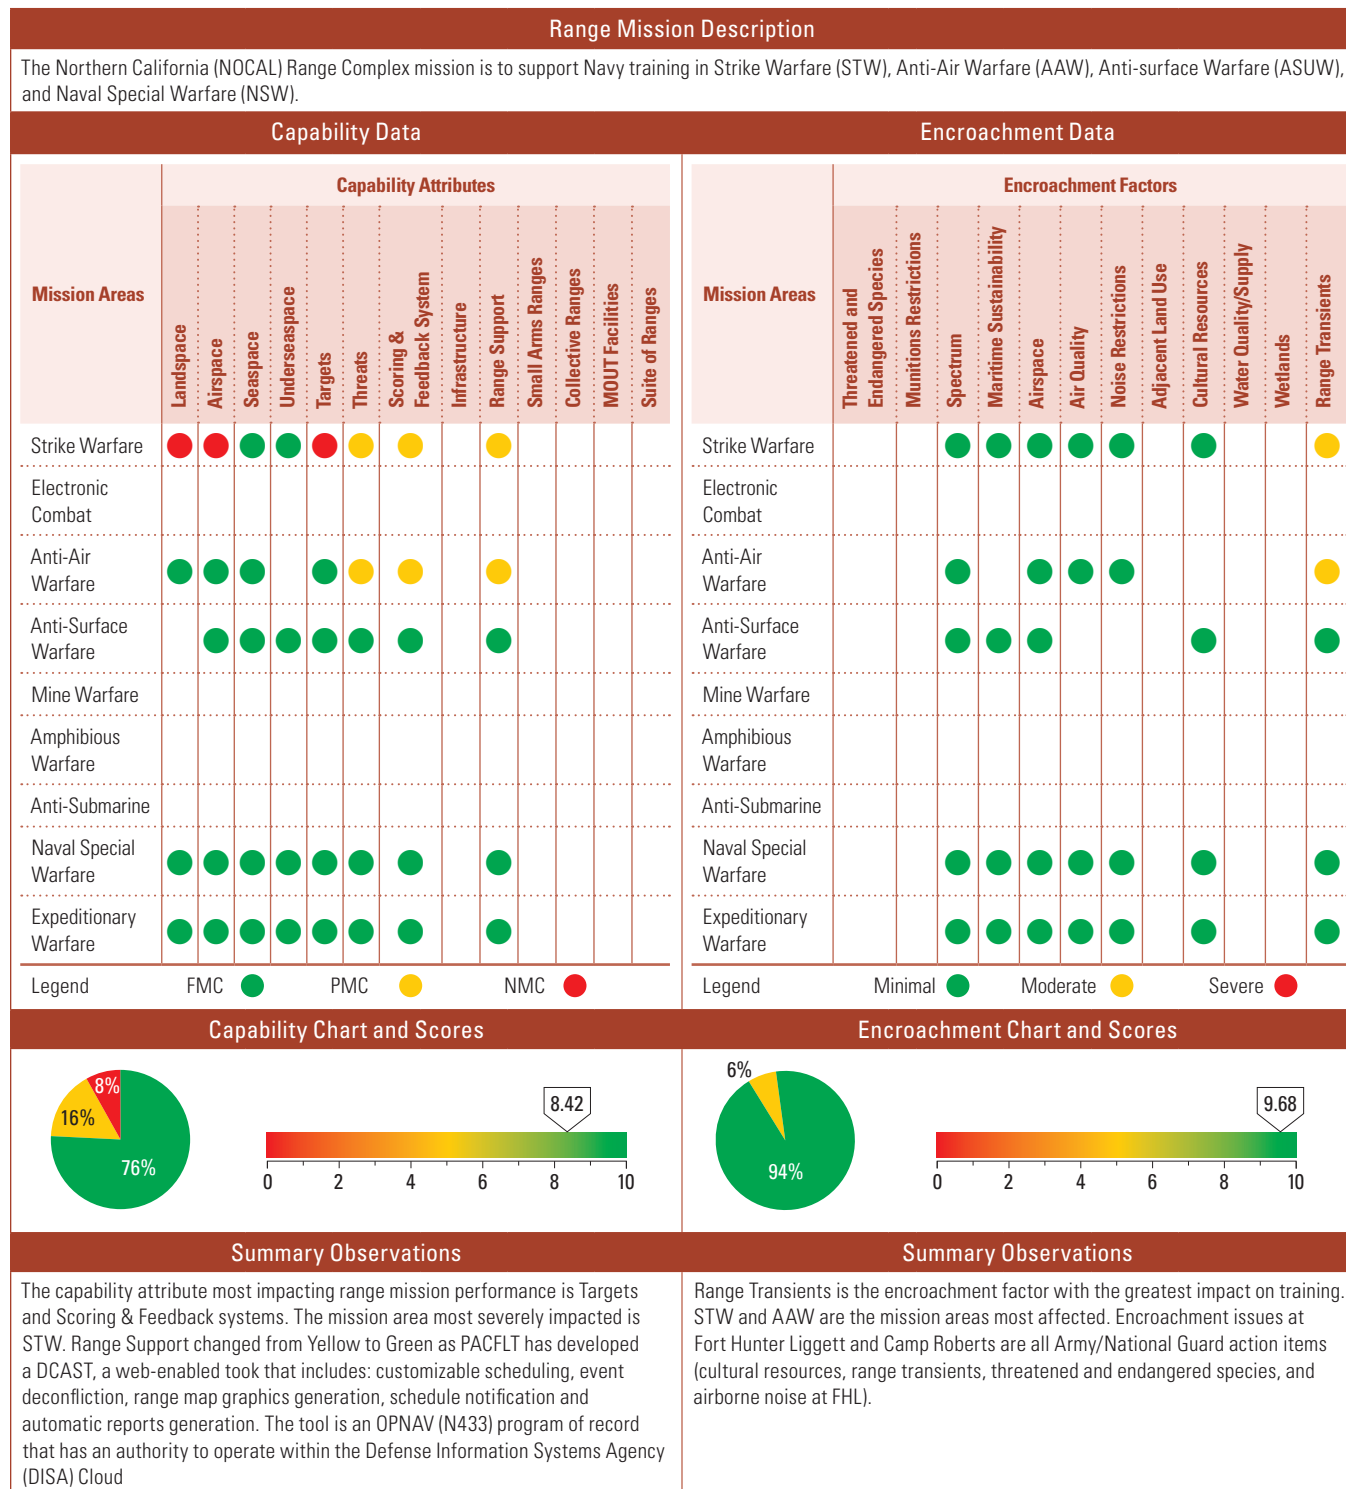 Range Mission Description
The Northern California (NOCAL) Range Complex mission is to support Navy training in Strike Warfare (STW), Anti-Air Warfare (AAW), Anti-surface Warfare (ASUW),
and Naval Special Warfare (NSW).
Capability Data
Mission Areas
Capability Attributes
Landspace
Airspace
Seaspace
Underseaspace
Targets
Threats
Scoring &
Feedback System
Infrastructure
Range Support
Small Arms Ranges
Collective Ranges
MOUT Facilities
Suite of Ranges
Strike Warfare
Electronic
Combat
Anti-Air
Warfare
Anti-Surface
Warfare
Mine Warfare
Amphibious
Warfare
Anti-Submarine
Naval Special
Warfare
Expeditionary
Warfare
Legend FMC PMC NMC
Encroachment Data
Mission Areas
Encroachment Factors
Threatened and
Endangered Species
Munitions Restrictions
Spectrum
Maritime Sustainability
Airspace
Air Quality
Noise Restrictions
Adjacent Land Use
Cultural Resources
Water Quality/Supply
Wetlands
Range Transients
Strike Warfare
Electronic
Combat
Anti-Air
Warfare
Anti-Surface
Warfare
Mine Warfare
Amphibious
Warfare
Anti-Submarine
Naval Special
Warfare
Expeditionary
Warfare
Legend Minimal Moderate Severe
Capability Chart and Scores
8%
16%
76%
8.42
0 2 4 6 8 10
Encroachment Chart and Scores
6%
94%
9.68
0 2 4 6 8 10
Summary Observations
The capability attribute most impacting range mission performance is Targets
and Scoring & Feedback systems. The mission area most severely impacted is
STW. Range Support changed from Yellow to Green as PACFLT has developed
a DCAST, a web-enabled took that includes: customizable scheduling, event
deconfliction, range map graphics generation, schedule notification and
automatic reports generation. The tool is an OPNAV (N433) program of record
that has an authority to operate within the Defense Information Systems Agency
(DISA) Cloud
Summary Observations
Range Transients is the encroachment factor with the greatest impact on training.
STW and AAW are the mission areas most affected. Encroachment issues at
Fort Hunter Liggett and Camp Roberts are all Army/National Guard action items
(cultural resources, range transients, threatened and endangered species, and
airborne noise at FHL).